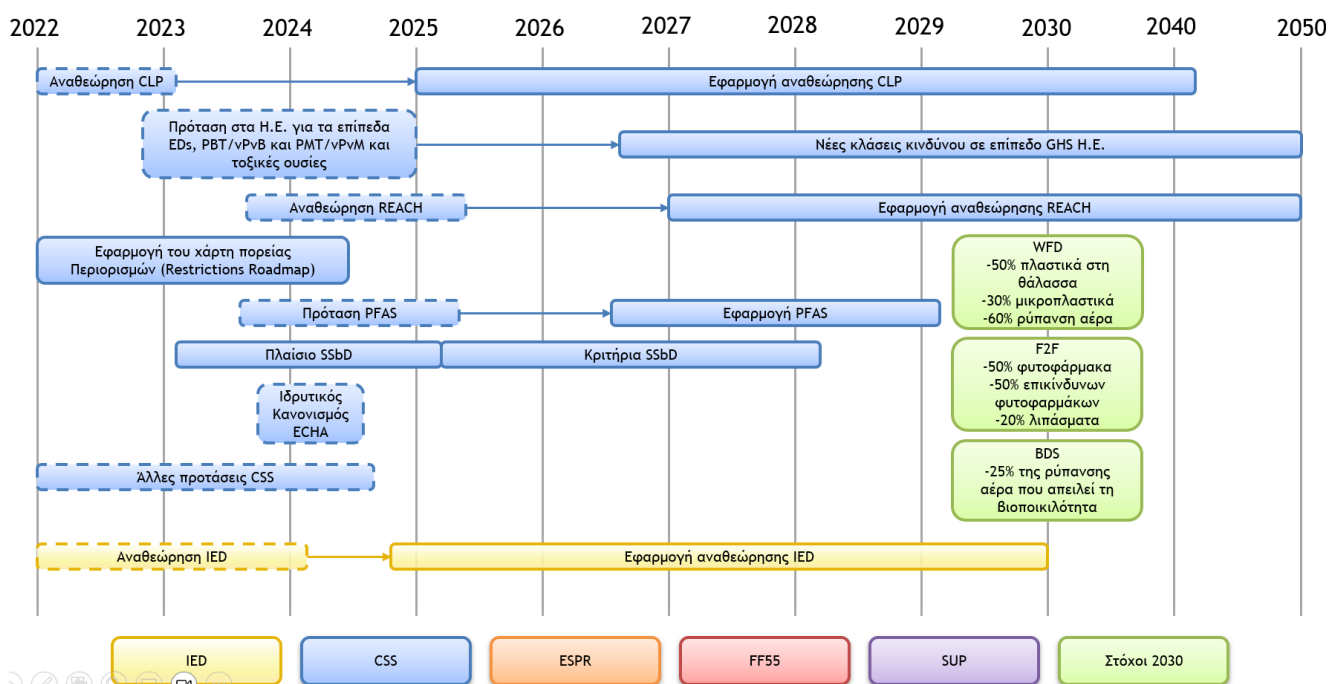 2022 2023 2024 2025 2026 2027 2028 2029 2030 2040 2050
Αναθεώρηση CLP
Εφαρμογή αναθεώρησης CLP
Πρόταση στα Η.Ε. για τα επίπεδα
EDs, PBT/vPvB και PMT/vPvM και
τοξικές ουσίες
Νέες κλάσεις κινδύνου σε επίπεδο GHS Η.Ε.
Αναθεώρηση REACH
Εφαρμογή αναθεώρησης REACH
Εφαρμογή του χάρτη πορείας
Περιορισμών (Restrictions Roadmap)
WFD
-50% πλαστικά στη
θάλασσα
-30% μικροπλαστικά
-60% ρύπανση αέρα
Πρόταση PFAS
Εφαρμογή PFAS
Πλαίσιο SSbD
Κριτήρια SSbD
F2F
-50% φυτοφάρμακα
-50% επικίνδυνων
φυτοφαρμάκων
-20% λιπάσματα
Ιδρυτικός
Κανονισμός
ECHA
Άλλες προτάσεις CSS
BDS
-25% της ρύπανσης
αέρα που απειλεί τη
βιοποικιλότητα
Αναθεώρηση IED
Εφαρμογή αναθεώρησης IED
IED
CSS
ESPR
FF55
SUP
Στόχοι 2030